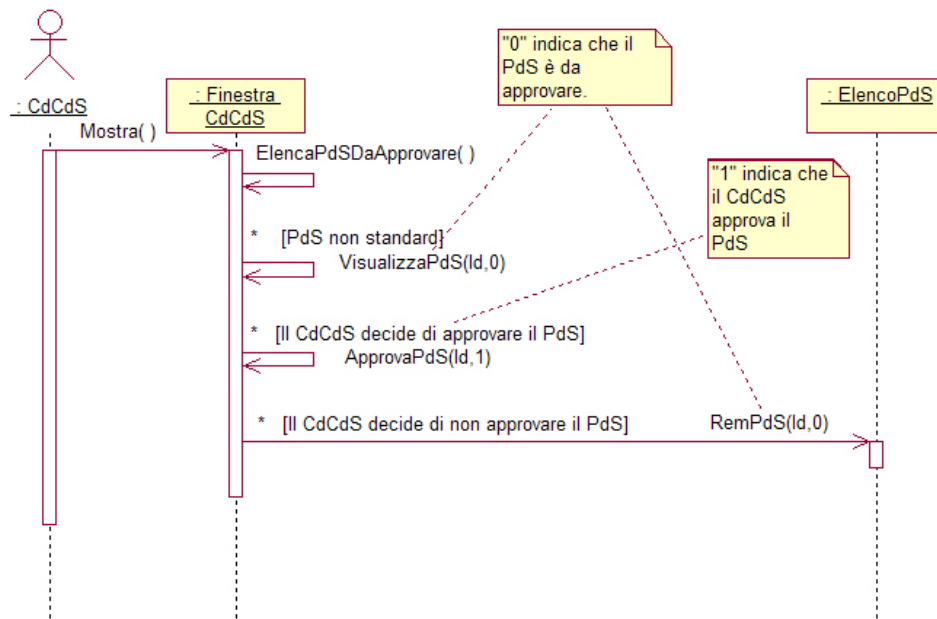 "0" indica che il
PdS è da
approvare.
: CdCdS
: Finestra
CdCdS
: ElencoPdS
Mostra( )
ElencaPdSDaApprovare( )
"1" indica che
il CdCdS
approva il
PdS
* [PdS non standard}
VisualizzaPdS(Id,0)
* [Il CdCdS decide di approvare il PdS]
ApprovaPdS(Id,1)
* [Il CdCdS decide di non approvare il PdS]
RemPdS(Id,0)